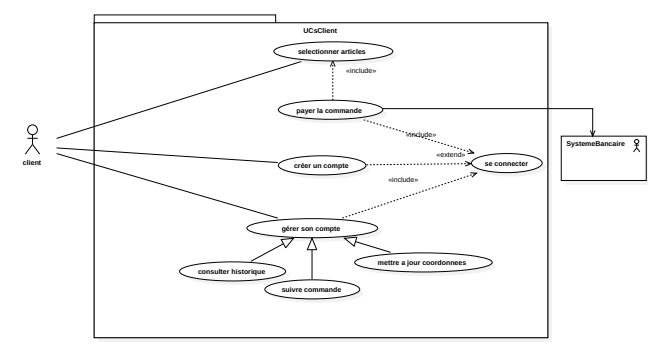 UCsClient
selectionner articles
«include»
payer la commande
«include»
SystemeBancaire
«extend»
créer un compte
se connecter
client
«include»
gérer son compte
mettre a jour coordonnees
consulter historique
suivre commande